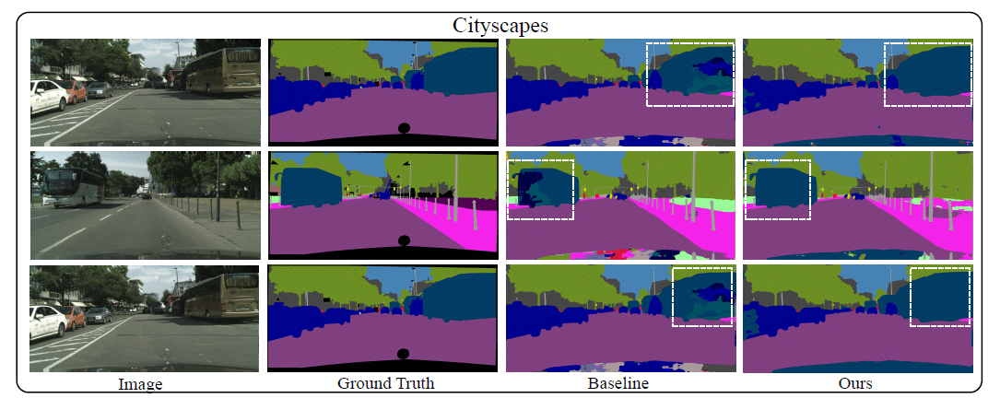 Cityscapes
Image
Ground Truth
Baseline
Ours